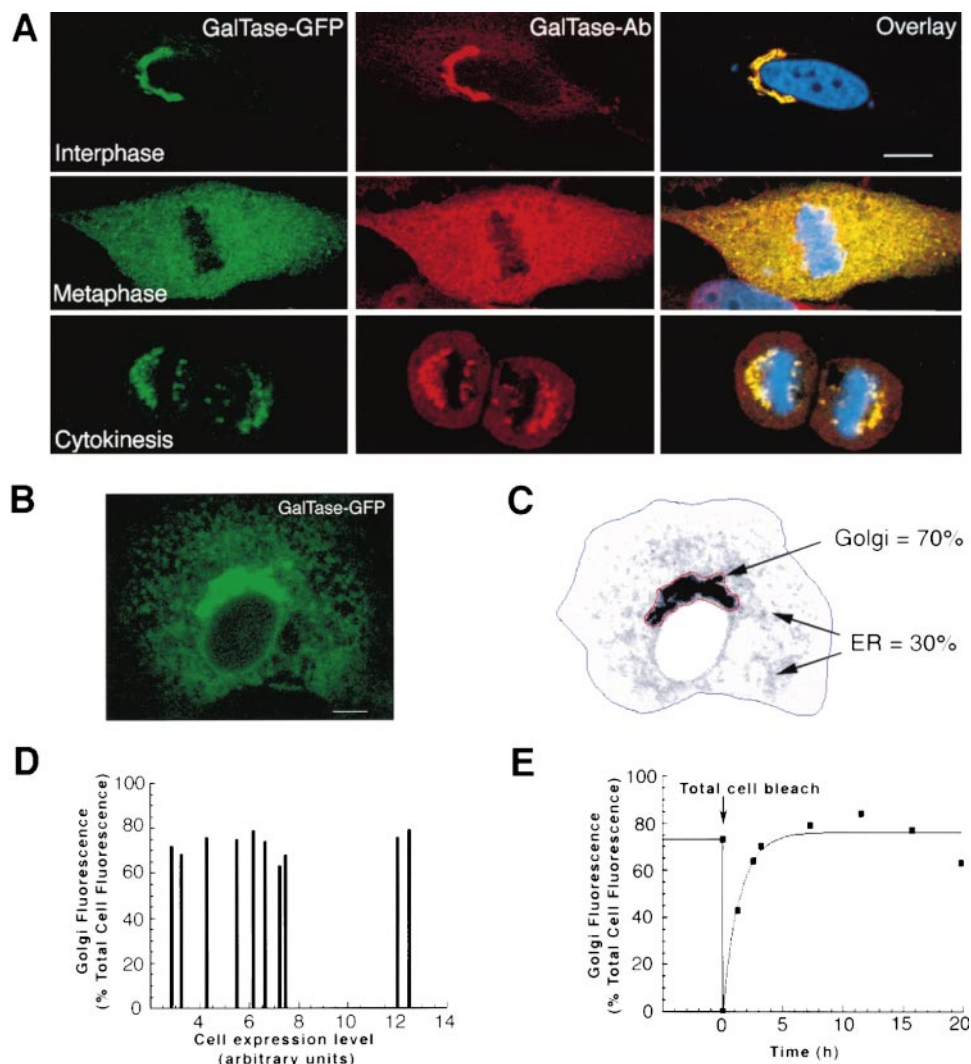 A
GalTase-GFP
GalTase-Ab
Overlay
Interphase
Metaphase
Cytokinesis
B
GalTase-GFP
C
Golgi = 70%
ER = 30%
D
Golgi Fluorescence
(% Total Cell Fluorescence)
100
80
60
40
20
0
4
6
8
10
12
14
Cell expression level
(arbitrary units)
E
Golgi Fluorescence
(% Total Cell Fluorescence)
100
80
60
40
20
0
Total cell bleach
0
5
10
15
20
Time (h)